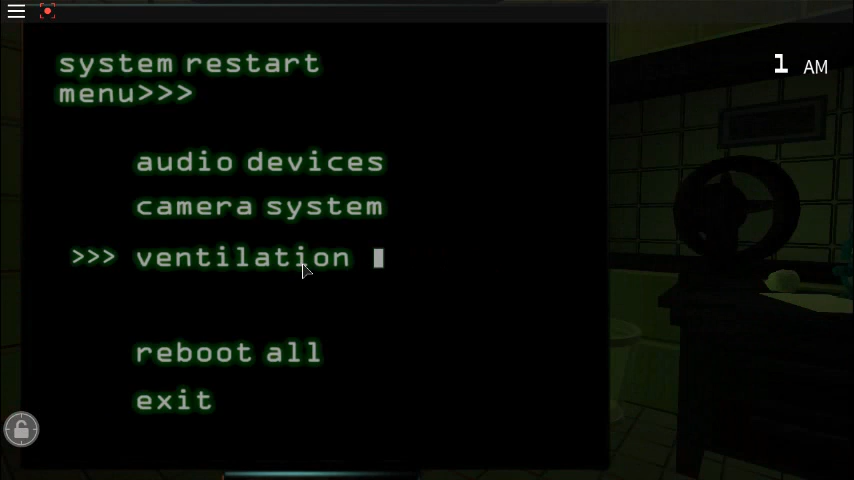 system restart
menu>>>
1 AM
audio devices
camera system
>>> ventilation
reboot all
exit